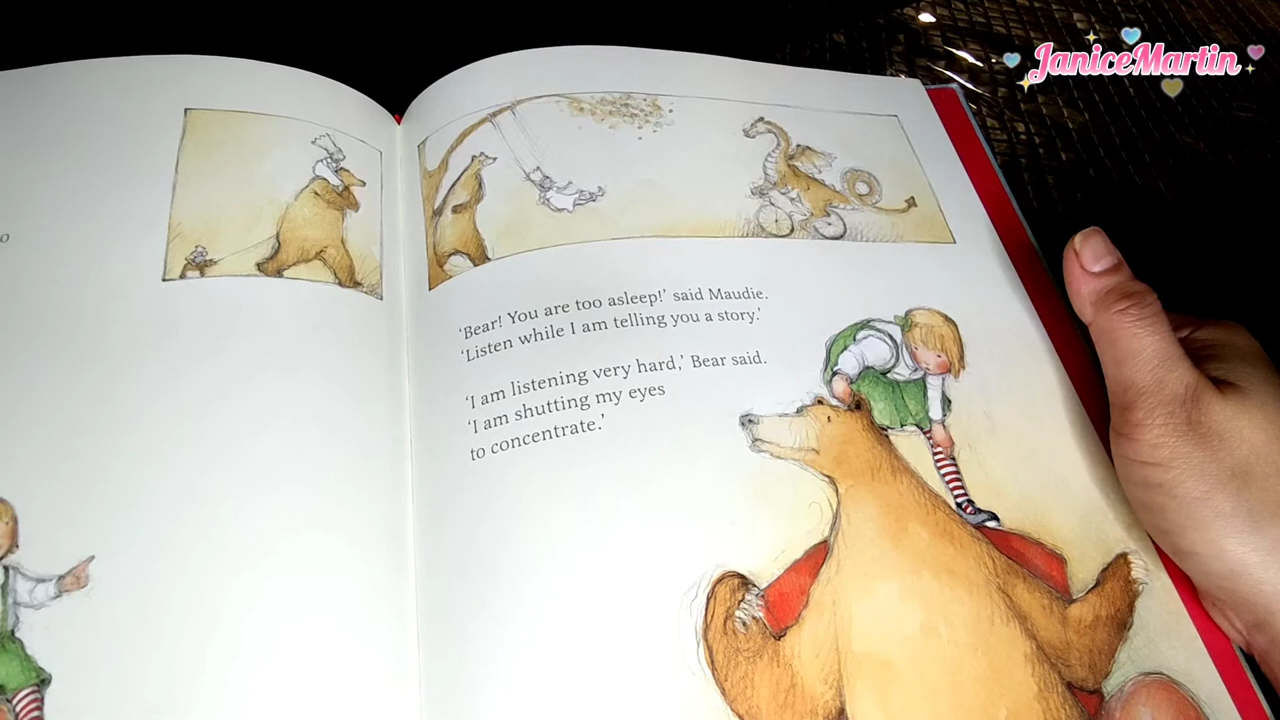 JaniceMartin
o
‘Bear! You are too asleep!’ said Maudie.
‘Listen while I am telling you a story.’
‘I am listening very hard,’ Bear said.
‘I am shutting my eyes
to concentrate.’